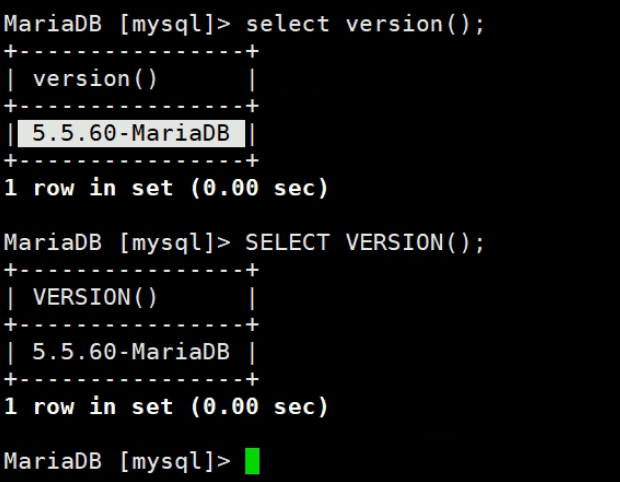 MariaDB [mysql]> select version();
+----------------+
| version()      |
+----------------+
| 5.5.60-MariaDB |
+----------------+
1 row in set (0.00 sec)
MariaDB [mysql]> SELECT VERSION();
+----------------+
| VERSION()      |
+----------------+
| 5.5.60-MariaDB |
+----------------+
1 row in set (0.00 sec)
MariaDB [mysql]>